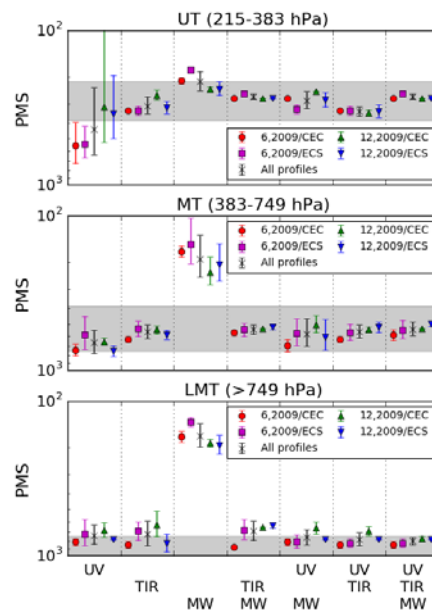 UT (215-383 hPa)
10²
PMS
6,2009/CEC 12,2009/CEC
6,2009/ECS 12,2009/ECS
All profiles
10³
MT (383-749 hPa)
10²
PMS
6,2009/CEC 12,2009/CEC
6,2009/ECS 12,2009/ECS
All profiles
10³
LMT (>749 hPa)
10²
PMS
6,2009/CEC 12,2009/CEC
6,2009/ECS 12,2009/ECS
All profiles
10³
UV UV UV UV
TIR TIR TIR TIR
MW MW MW MW